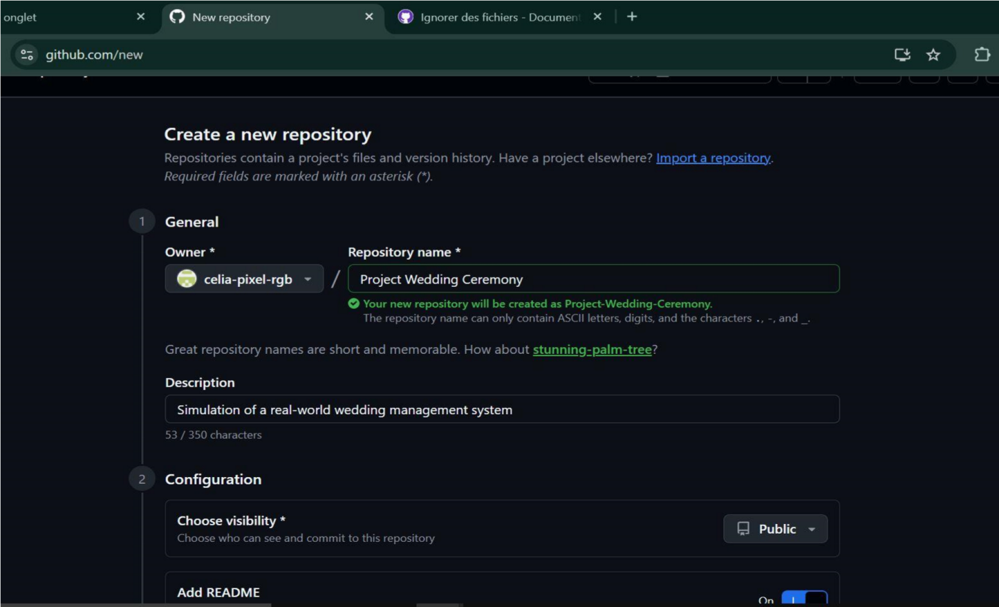 onglet
New repository
Ignorer des fichiers - Document
github.com/new
Create a new repository
Repositories contain a project's files and version history. Have a project elsewhere? Import a repository.
Required fields are marked with an asterisk (*).
1 General
Owner *
Repository name *
celia-pixel-rgb / Project Wedding Ceremony
Your new repository will be created as Project-Wedding-Ceremony.
The repository name can only contain ASCII letters, digits, and the characters ., -, and _.
Great repository names are short and memorable. How about stunning-palm-tree?
Description
Simulation of a real-world wedding management system
53 / 350 characters
2 Configuration
Choose visibility *
Choose who can see and commit to this repository
Public
Add README
On